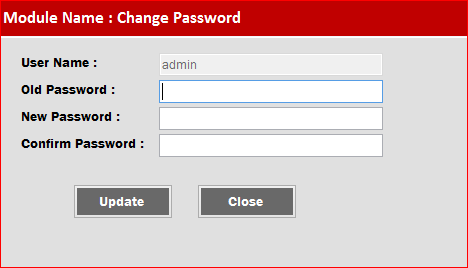 Module Name : Change Password
User Name : admin
Old Password :
New Password :
Confirm Password :
Update Close